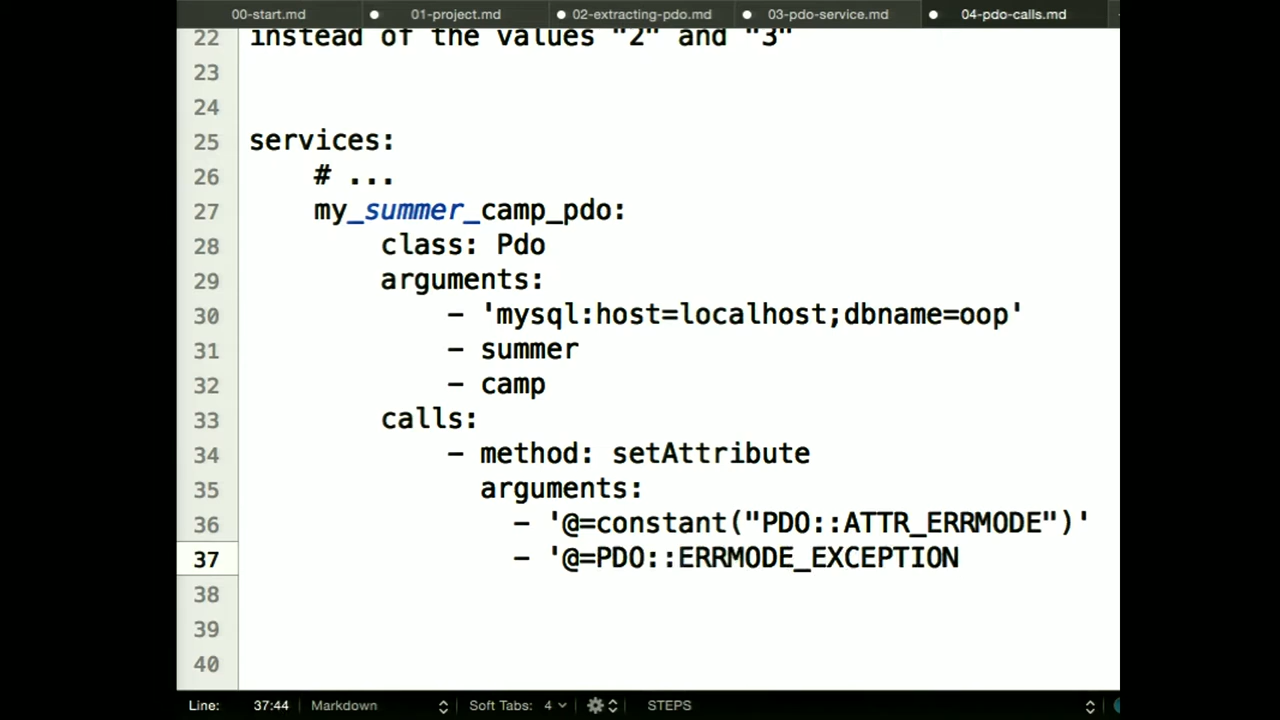 00-start.md 01-project.md 02-extracting-pdo.md 03-pdo-service.md 04-pdo-calls.md
22 instead of the values "2" and "3"
23
24
25 services:
26 # ...
27 my_summer_camp_pdo:
28 class: Pdo
29 arguments:
30 - 'mysql:host=localhost;dbname=oop'
31 - summer
32 - camp
33 calls:
34 - method: setAttribute
35 arguments:
36 - '@=constant("PDO::ATTR_ERRMODE")'
37 - '@=PDO::ERRMODE_EXCEPTION
38
39
40
Line: 37:44 Markdown Soft Tabs: 4 STEPS